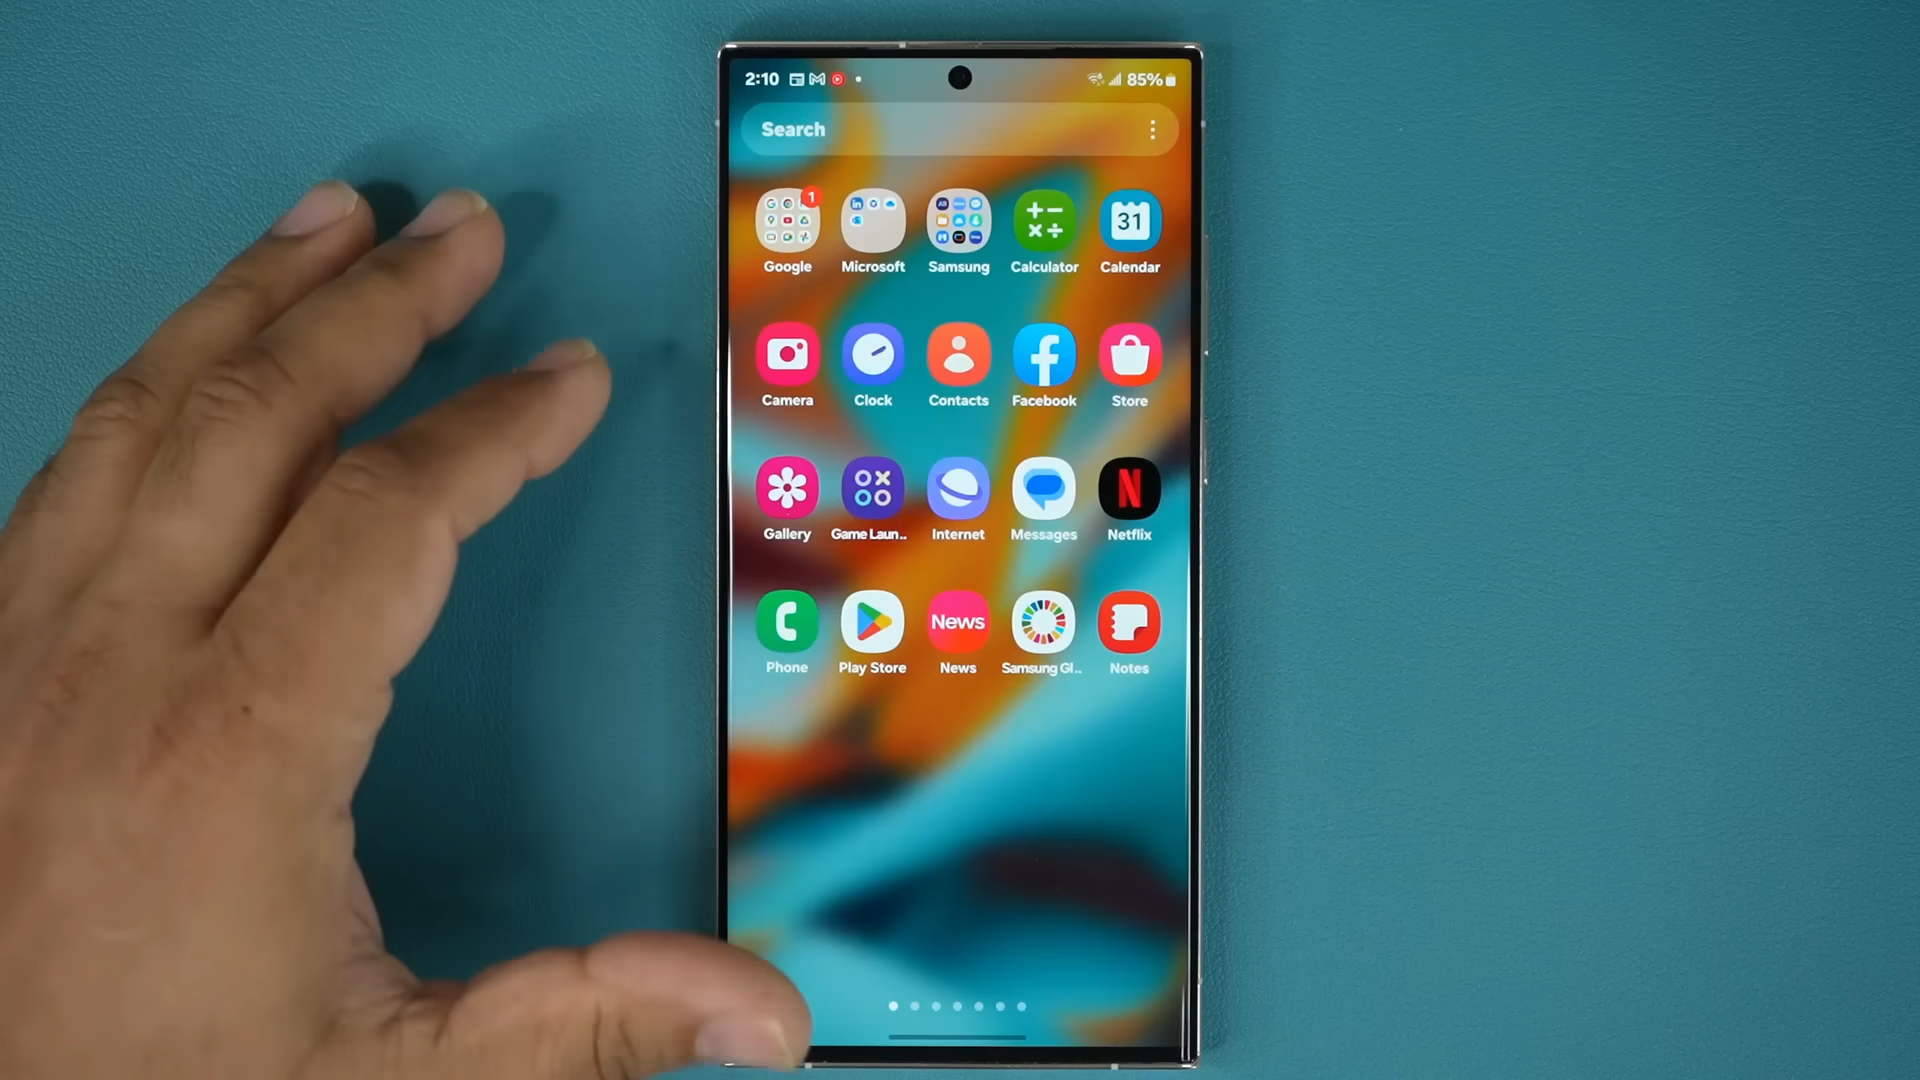 2:10 85%
Search
1
31
Google Microsoft Samsung Calculator Calendar
Camera Clock Contacts Facebook Store
N
Gallery Game Laun.. Internet Messages Netflix
News
Phone Play Store News Samsung Gl.. Notes